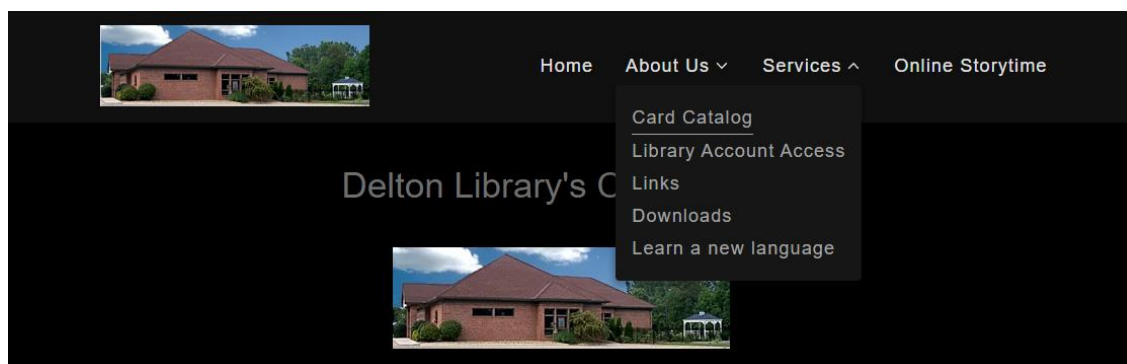 Home About Us Services Online Storytime
Card Catalog
Library Account Access
Links
Downloads
Learn a new language
Delton Library's